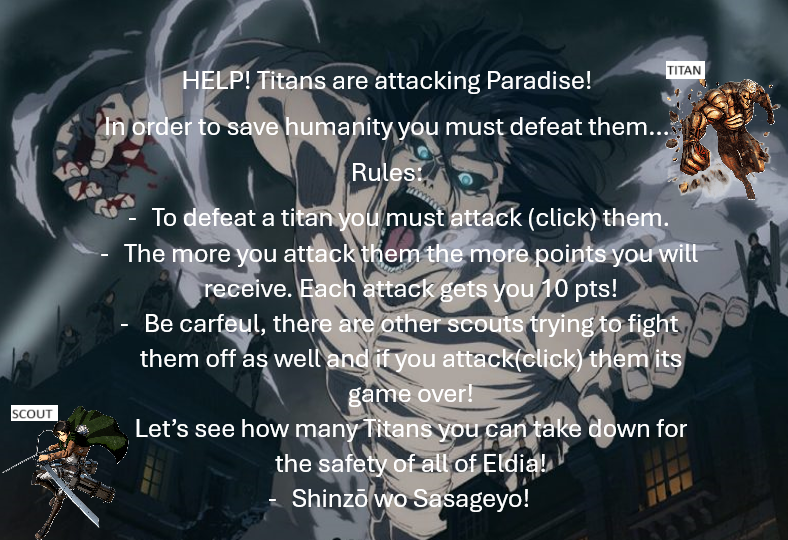 HELP! Titans are attacking Paradise!
TITAN
In order to save humanity you must defeat them...
Rules:
- To defeat a titan you must attack (click) them.
- The more you attack them the more points you will
receive. Each attack gets you 10 pts!
- Be carfeul, there are other scouts trying to fight
them off as well and if you attack(click) them its
game over!
SCOUT
Let's see how many Titans you can take down for
the safety of all of Eldia!
- Shinzō wo Sasageyo!